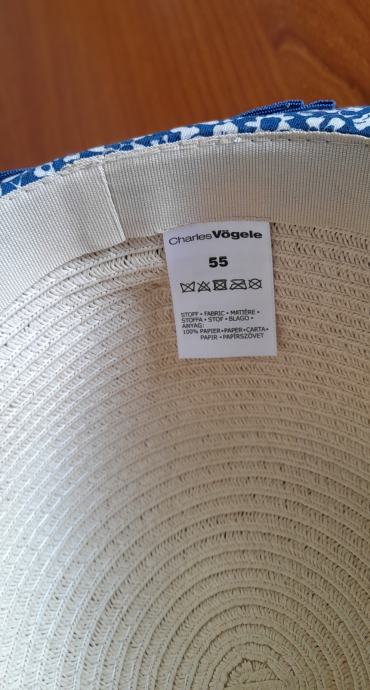 CharlesVögele
55
STOFF • FABRIC • MATIÈRE •
STOFFA • STOF • BLAGO •
ANYAG:
100% PAPIER•PAPER•CARTA•
PAPIR • PAPÍRSZÖVET